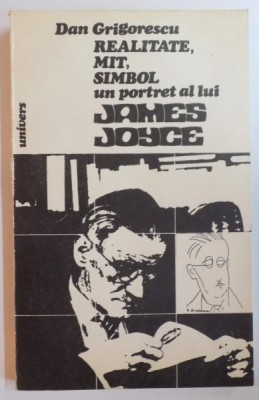 Dan Grigorescu
REALITATE,
MIT,
SIMBOL
un portret al lui
JAMES
JOYCE
univers